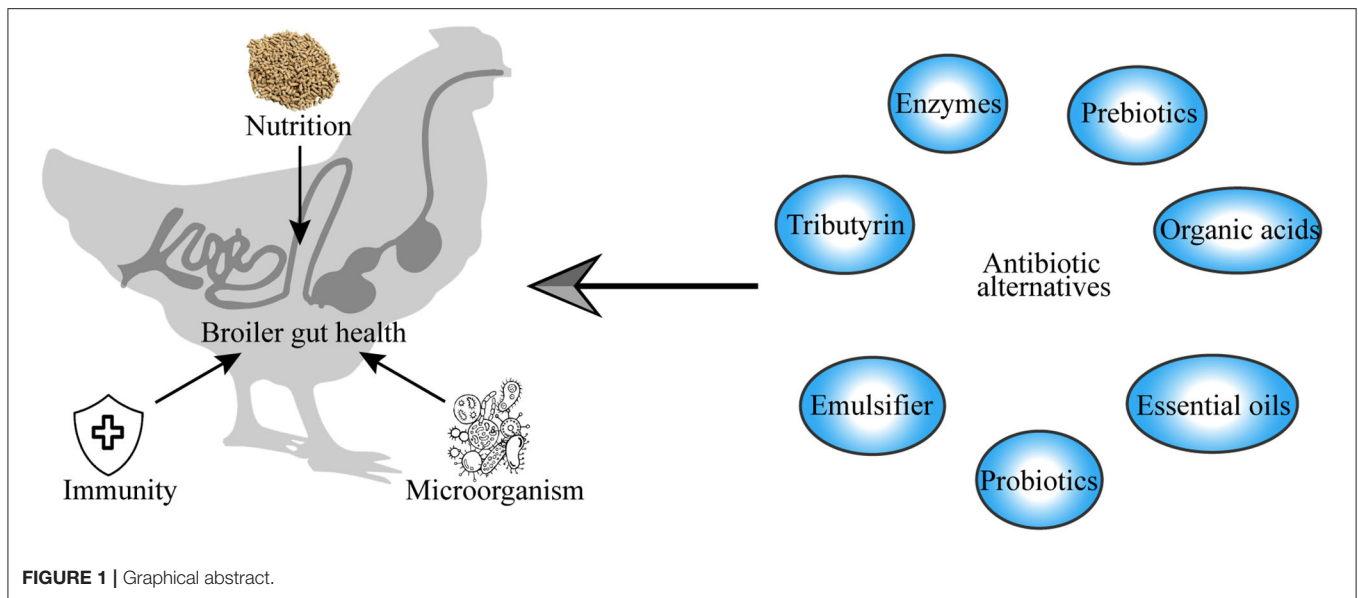 Nutrition
Broiler gut health
Immunity
Microorganism
Enzymes
Prebiotics
Tributyrin
Organic acids
Antibiotic
alternatives
Emulsifier
Essential oils
Probiotics
FIGURE 1 | Graphical abstract.